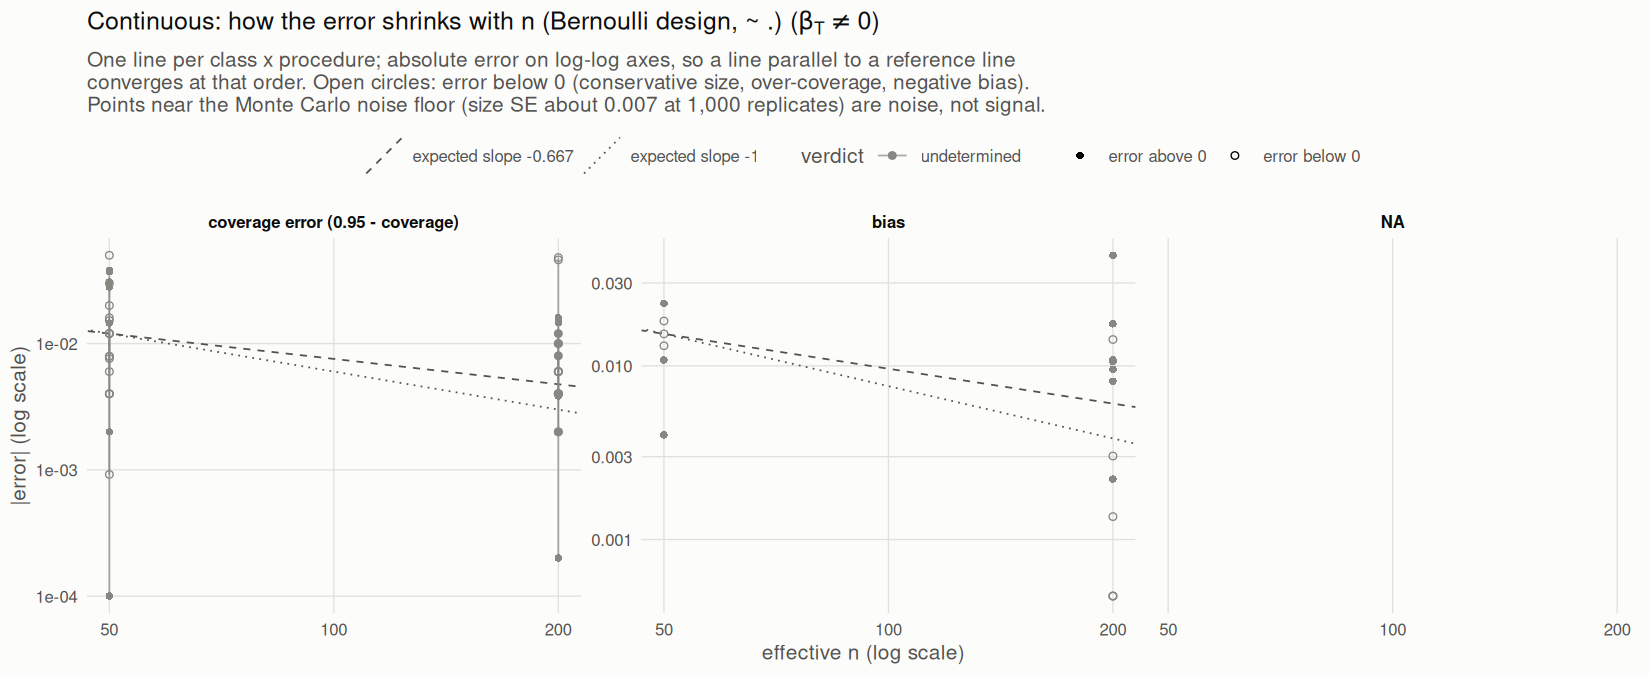 Continuous: how the error shrinks with n (Bernoulli design, ~ .) (βT ≠ 0)
One line per class x procedure; absolute error on log-log axes, so a line parallel to a reference line
converges at that order. Open circles: error below 0 (conservative size, over-coverage, negative bias).
Points near the Monte Carlo noise floor (size SE about 0.007 at 1,000 replicates) are noise, not signal.
expected slope -0.667 expected slope -1 verdict undetermined error above 0 error below 0
coverage error (0.95 - coverage) bias NA
|error| (log scale)
1e-02
1e-03
1e-04
0.030
0.010
0.003
0.001
50 100 200 50 100 200 50 100 200
effective n (log scale)